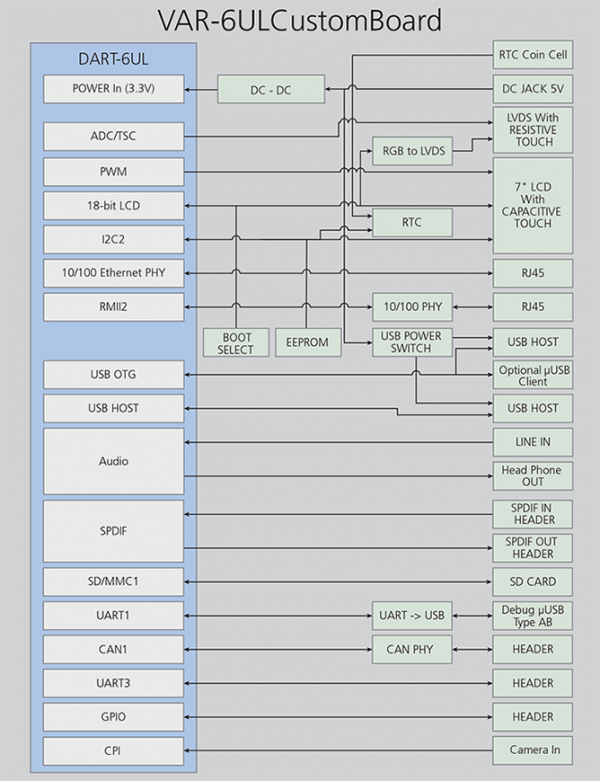 VAR-6ULCustomBoard
DART-6UL
RTC Coin Cell
POWER In (3.3V)
DC - DC
DC JACK 5V
ADC/TSC
LVDS With
RESISTIVE
TOUCH
RGB to LVDS
PWM
7" LCD
With
CAPACITIVE
TOUCH
18-bit LCD
RTC
I2C2
10/100 Ethernet PHY
RJ45
RMII2
10/100 PHY
RJ45
BOOT
SELECT
EEPROM
USB POWER
SWITCH
USB HOST
USB OTG
Optional µUSB
Client
USB HOST
USB HOST
Audio
LINE IN
Head Phone
OUT
SPDIF
SPDIF IN
HEADER
SPDIF OUT
HEADER
SD/MMC1
SD CARD
UART1
UART -> USB
Debug µUSB
Type AB
CAN1
CAN PHY
HEADER
UART3
HEADER
GPIO
HEADER
CPI
Camera In